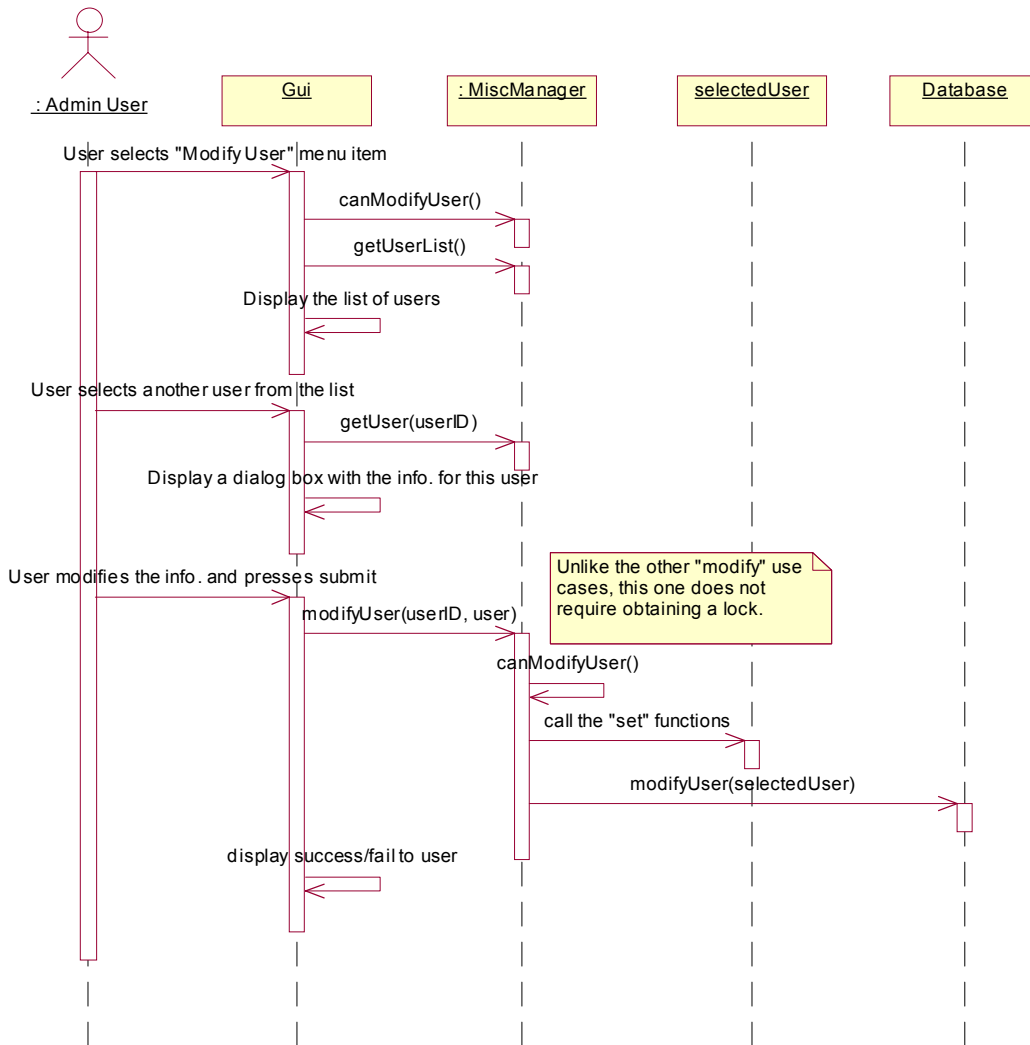 : Admin User
Gui
: MiscManager
selectedUser
Database
User selects "Modify User" menu item
canModifyUser()
getUserList()
Display the list of users
User selects another user from the list
getUser(userID)
Display a dialog box with the info. for this user
Unlike the other "modify" use
cases, this one does not
require obtaining a lock.
User modifies the info. and presses submit
modifyUser(userID, user)
canModifyUser()
call the "set" functions
modifyUser(selectedUser)
display success/fail to user